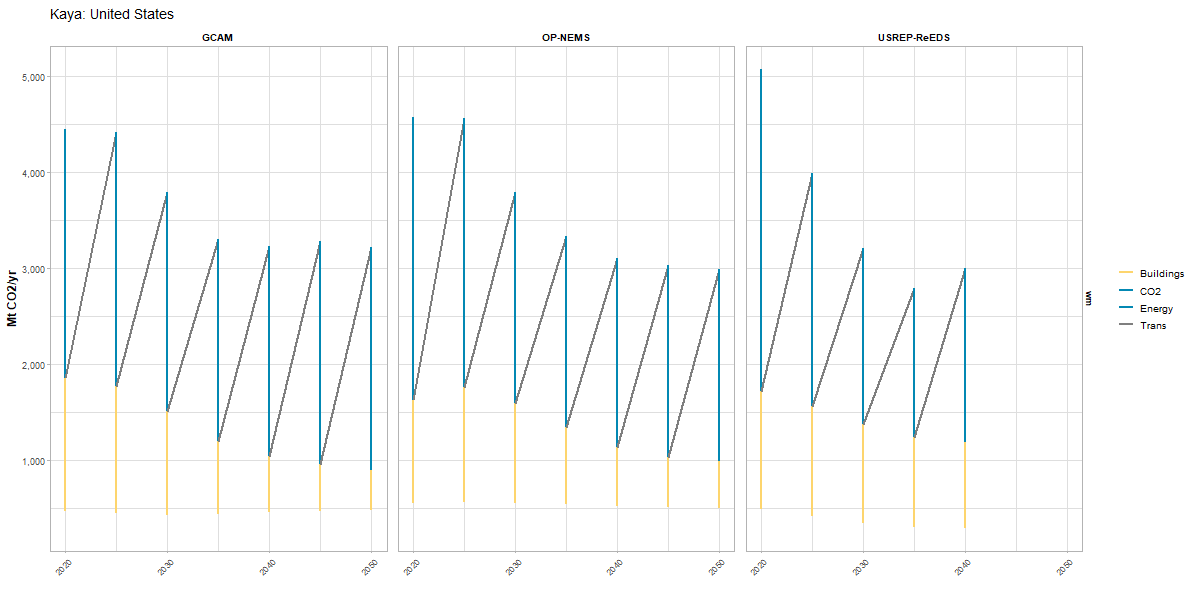 Kaya: United States
GCAM
OP-NEMS
USREP-ReEDS
Mt CO2/yr
5,000
4,000
3,000
2,000
1,000
2020
2030
2040
2050
2020
2030
2040
2050
2020
2030
2040
2050
wm
Buildings
CO2
Energy
Trans